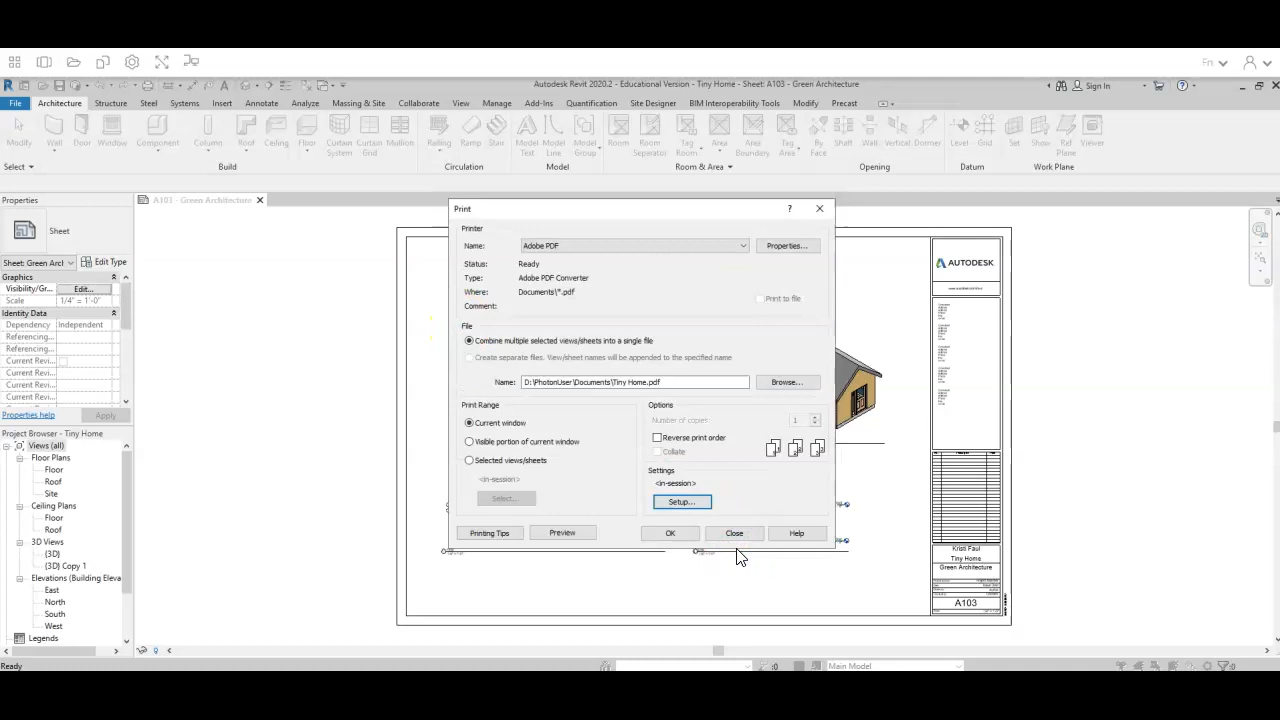 En
Autodesk Revit 2020.2 - Educational Version - Tiny Home - Sheet: A103 - Green Architecture
Sign In
File Architecture Structure Steel Systems Insert Annotate Analyze Massing & Site Collaborate View Manage Add-Ins Quantification Site Designer BIM Interoperability Tools Modify Precast
Modify Wall Door Window Component Column Roof Ceiling Floor Curtain System Curtain Grid Mullion Railing Ramp Stair Model Text Model Line Model Group Room Room Separator Tag Room Area Area Boundary Tag Area By Face Shaft Wall Vertical Dormer Level Grid Set Show Ref Plane Viewer
Select Build Circulation Model Room & Area Opening Datum Work Plane
Properties
A103 - Green Architecture
Sheet
Sheet: Green Arcl
Edit Type
Graphics
Visibility/Gr... Edit...
Scale 1/4" = 1'-0"
Identity Data
Dependency Independent
Referencing...
Referencing...
Current Revi...
Current Revi...
Current Revi...
Current Revi...
Properties help Apply
Project Browser - Tiny Home
Views (all)
Floor Plans
Floor
Roof
Site
Ceiling Plans
Floor
Roof
3D Views
{3D}
{3D} Copy 1
Elevations (Building Eleva
East
North
South
West
Legends
Print
?
Printer
Name: Adobe PDF Properties...
Status: Ready
Type: Adobe PDF Converter
Where: Documents\*.pdf
Comment:
Print to file
File
Combine multiple selected views/sheets into a single file
Create separate files. View/sheet names will be appended to the specified name
Name: D:\PhotonUser\Documents\Tiny Home.pdf Browse...
Print Range
Current window
Visible portion of current window
Selected views/sheets
<in-session>
Select...
Options
Number of copies: 1
Reverse print order
Collate
Settings
<in-session>
Setup...
Printing Tips Preview OK Close Help
AUTODESK
Kristi Faul
Tiny Home
Green Architecture
A103
Ready
:0
Main Model
:0